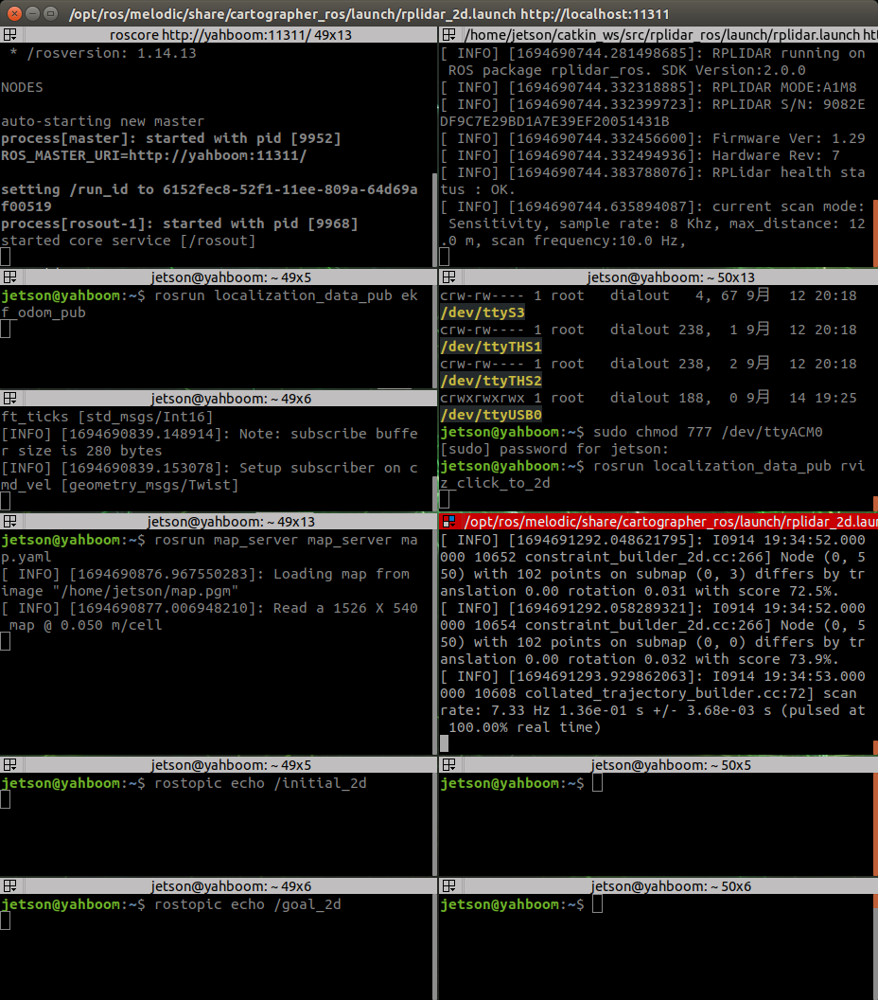 /opt/ros/melodic/share/cartographer_ros/launch/rplidar_2d.launch http://localhost:11311
roscore http://yahboom:11311/ 49x13
* /rosversion: 1.14.13
NODES
auto-starting new master
process[master]: started with pid [9952]
ROS_MASTER_URI=http://yahboom:11311/
setting /run_id to 6152fec8-52f1-11ee-809a-64d69a
f00519
process[rosout-1]: started with pid [9968]
started core service [/rosout]
/home/jetson/catkin_ws/src/rplidar_ros/launch/rplidar.launch htt
[ INFO] [1694690744.281498685]: RPLIDAR running on
ROS package rplidar_ros. SDK Version:2.0.0
[ INFO] [1694690744.332318885]: RPLIDAR MODE:A1M8
[ INFO] [1694690744.332399723]: RPLIDAR S/N: 9082E
DF9C7E29BD1A7E39EF20051431B
[ INFO] [1694690744.332456600]: Firmware Ver: 1.29
[ INFO] [1694690744.332494936]: Hardware Rev: 7
[ INFO] [1694690744.383788076]: RPLidar health sta
tus : OK.
[ INFO] [1694690744.635894087]: current scan mode:
Sensitivity, sample rate: 8 Khz, max_distance: 12
.0 m, scan frequency:10.0 Hz,
jetson@yahboom: ~ 49x5
jetson@yahboom:~$ rosrun localization_data_pub ek
f_odom_pub
jetson@yahboom: ~ 50x13
crw-rw---- 1 root   dialout   4, 67 9月  12 20:18
/dev/ttyS3
crw-rw---- 1 root   dialout 238,  1 9月  12 20:18
/dev/ttyTHS1
crw-rw---- 1 root   dialout 238,  2 9月  12 20:18
/dev/ttyTHS2
crwxrwxrwx 1 root   dialout 188,  0 9月  14 19:25
/dev/ttyUSB0
jetson@yahboom:~$ sudo chmod 777 /dev/ttyACM0
[sudo] password for jetson:
jetson@yahboom:~$ rosrun localization_data_pub rvi
z_click_to_2d
jetson@yahboom: ~ 49x6
ft_ticks [std_msgs/Int16]
[INFO] [1694690839.148914]: Note: subscribe buffe
r size is 280 bytes
[INFO] [1694690839.153078]: Setup subscriber on c
md_vel [geometry_msgs/Twist]
jetson@yahboom: ~ 49x13
jetson@yahboom:~$ rosrun map_server map_server ma
p.yaml
[ INFO] [1694690876.967550283]: Loading map from
image "/home/jetson/map.pgm"
[ INFO] [1694690877.006948210]: Read a 1526 X 540
map @ 0.050 m/cell
/opt/ros/melodic/share/cartographer_ros/launch/rplidar_2d.laun
[ INFO] [1694691292.048621795]: I0914 19:34:52.000
000 10652 constraint_builder_2d.cc:266] Node (0, 5
50) with 102 points on submap (0, 3) differs by tr
anslation 0.00 rotation 0.031 with score 72.5%.
[ INFO] [1694691292.058289321]: I0914 19:34:52.000
000 10654 constraint_builder_2d.cc:266] Node (0, 5
50) with 102 points on submap (0, 0) differs by tr
anslation 0.00 rotation 0.032 with score 73.9%.
[ INFO] [1694691293.929862063]: I0914 19:34:53.000
000 10608 collated_trajectory_builder.cc:72] scan
rate: 7.33 Hz 1.36e-01 s +/- 3.68e-03 s (pulsed at
100.00% real time)
jetson@yahboom: ~ 49x5
jetson@yahboom:~$ rostopic echo /initial_2d
jetson@yahboom: ~ 50x5
jetson@yahboom:~$
jetson@yahboom: ~ 49x6
jetson@yahboom:~$ rostopic echo /goal_2d
jetson@yahboom: ~ 50x6
jetson@yahboom:~$